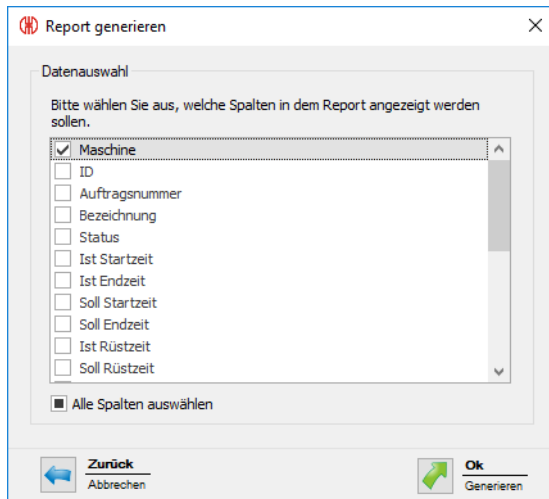 Report generieren
Datenauswahl
Bitte wählen Sie aus, welche Spalten in dem Report angezeigt werden
sollen.
Maschine
ID
Auftragsnummer
Bezeichnung
Status
Ist Startzeit
Ist Endzeit
Soll Startzeit
Soll Endzeit
Ist Rüstzeit
Soll Rüstzeit
Alle Spalten auswählen
Zurück
Abbrechen
Ok
Generieren